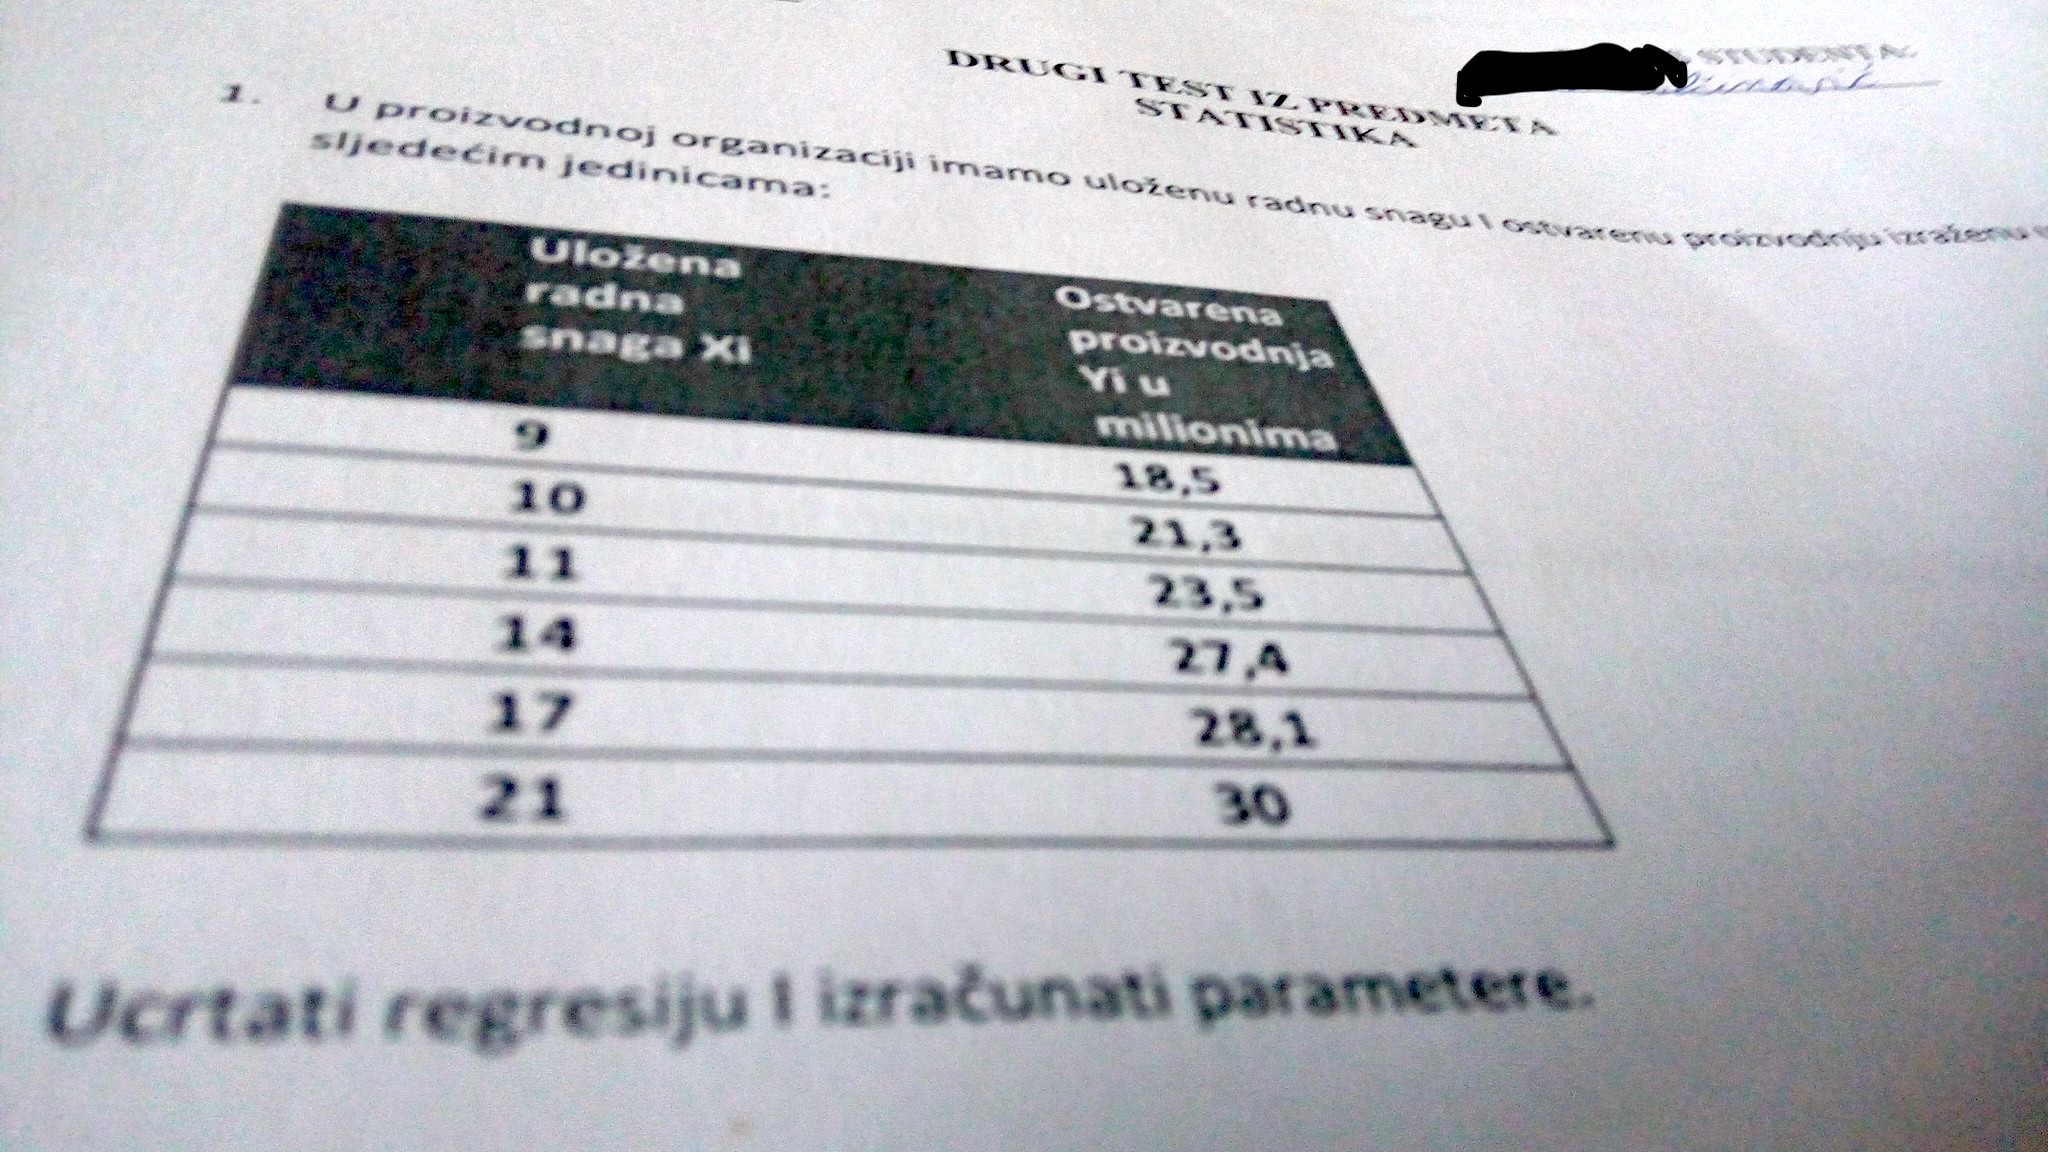 STUDENTA:
DRUGI TEST IZ PREDMETA
STATISTIKA
1. U proizvodnoj organizaciji imamo uloženu radnu snagu I ostvarenu proizvodnju izraženu
sljedećim jedinicama:
Uložena
radna
snaga Xi
Ostvarena
proizvodnja
Yi u
milionima
9 18,5
10 21,3
11 23,5
14 27,4
17 28,1
21 30
Ucrtati regresiju I izračunati parametere.